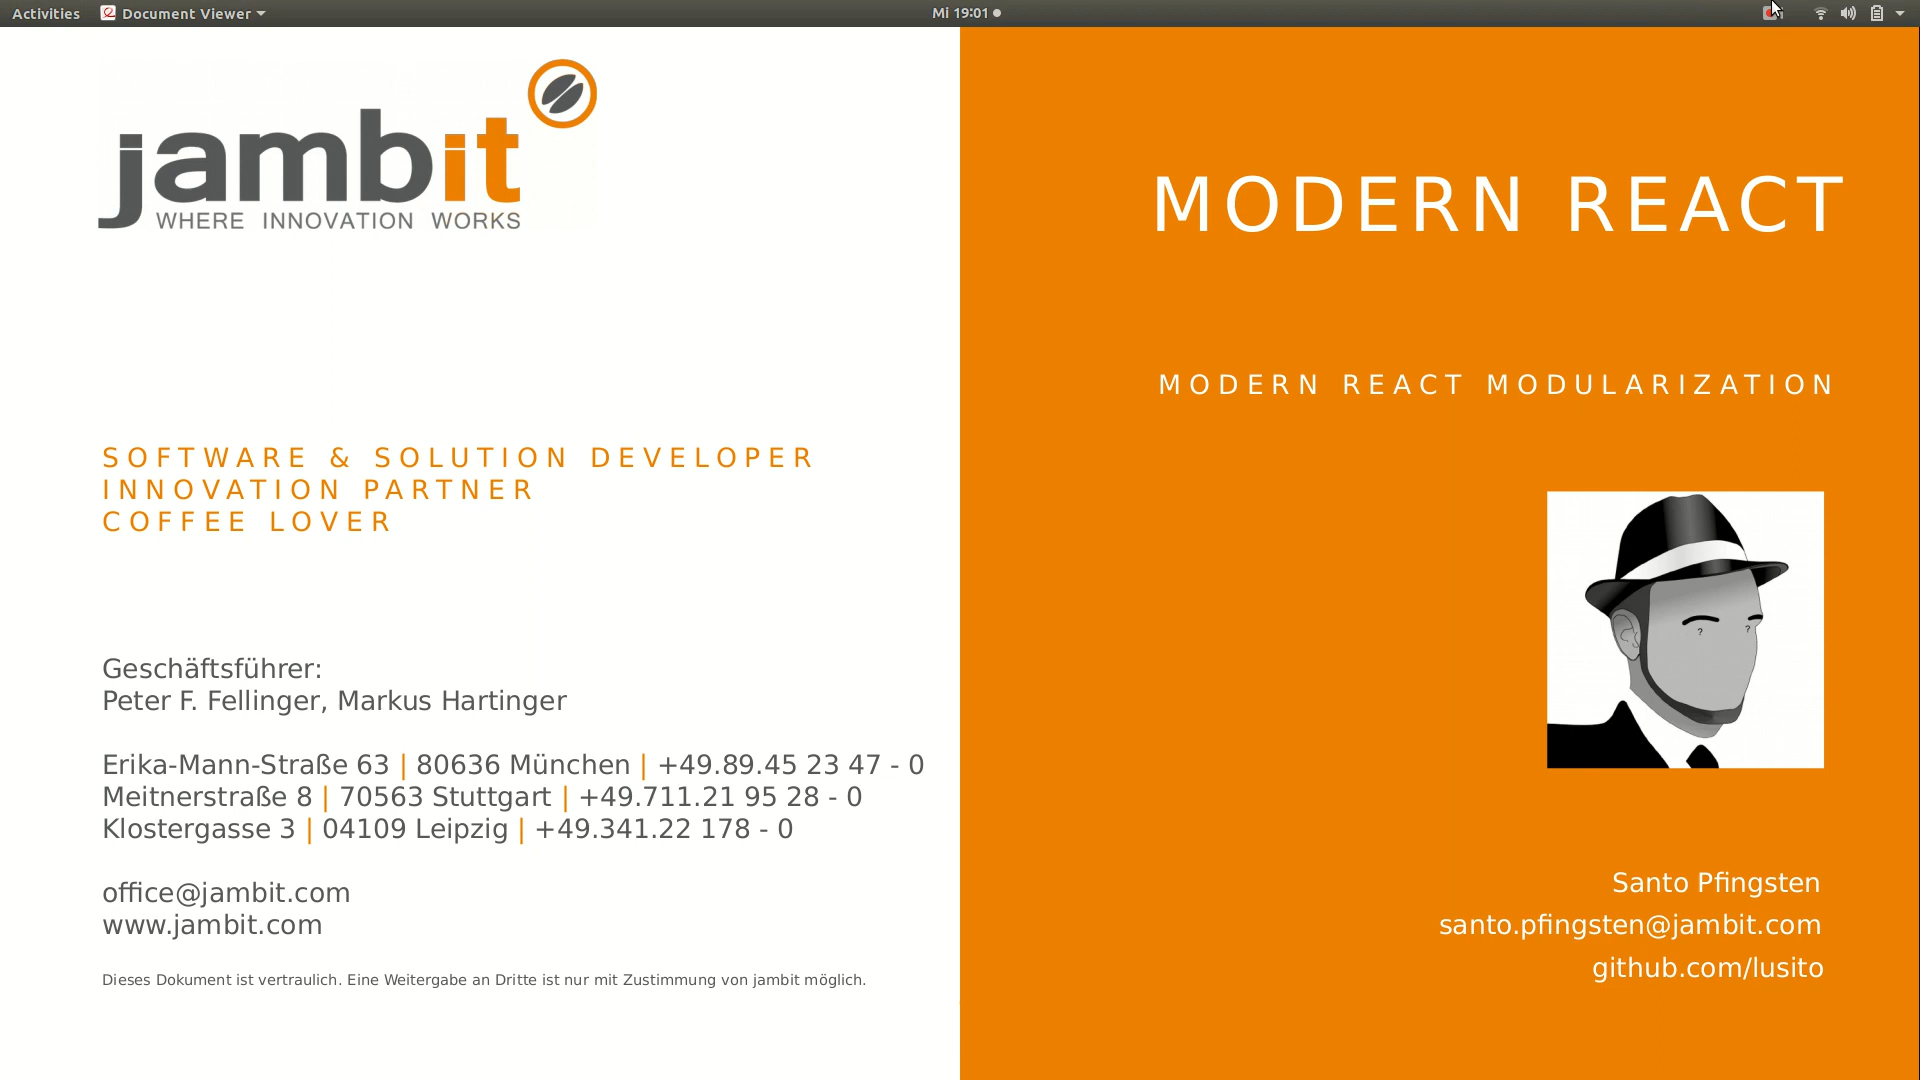 Activities
Document Viewer
Mi 19:01
jambit
WHERE INNOVATION WORKS
SOFTWARE & SOLUTION DEVELOPER
INNOVATION PARTNER
COFFEE LOVER
Geschäftsführer:
Peter F. Fellinger, Markus Hartinger
Erika-Mann-Straße 63 | 80636 München | +49.89.45 23 47 - 0
Meitnerstraße 8 | 70563 Stuttgart | +49.711.21 95 28 - 0
Klostergasse 3 | 04109 Leipzig | +49.341.22 178 - 0
office@jambit.com
www.jambit.com
Dieses Dokument ist vertraulich. Eine Weitergabe an Dritte ist nur mit Zustimmung von jambit möglich.
MODERN REACT
MODERN REACT MODULARIZATION
? ?
Santo Pfingsten
santo.pfingsten@jambit.com
github.com/lusito